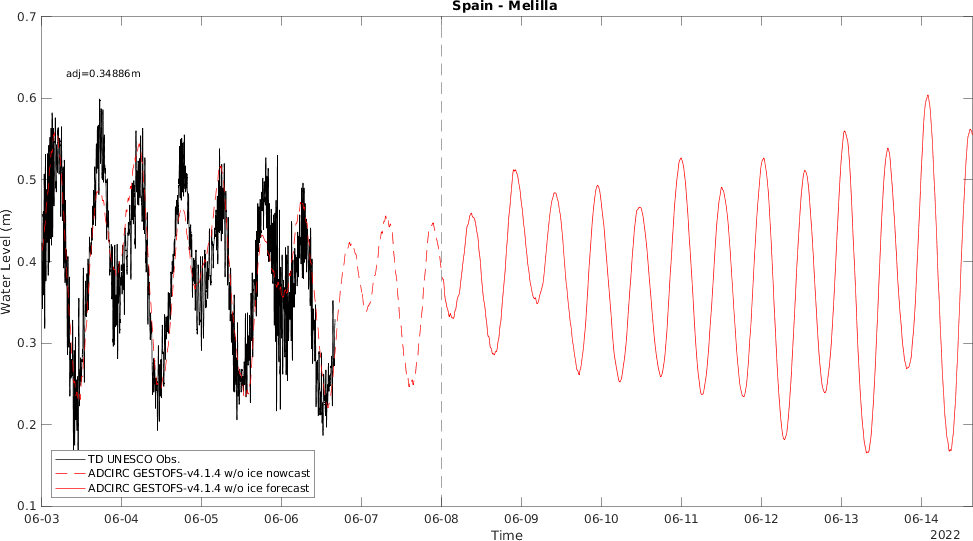 Spain - Melilla
0.7
adj=0.34886m
0.6
0.5
0.4
0.3
0.2
0.1
Water Level (m)
TD UNESCO Obs.
ADCIRC GESTOFS-v4.1.4 w/o ice nowcast
ADCIRC GESTOFS-v4.1.4 w/o ice forecast
06-03 06-04 06-05 06-06 06-07 06-08 06-09 06-10 06-11 06-12 06-13 06-14
Time
2022